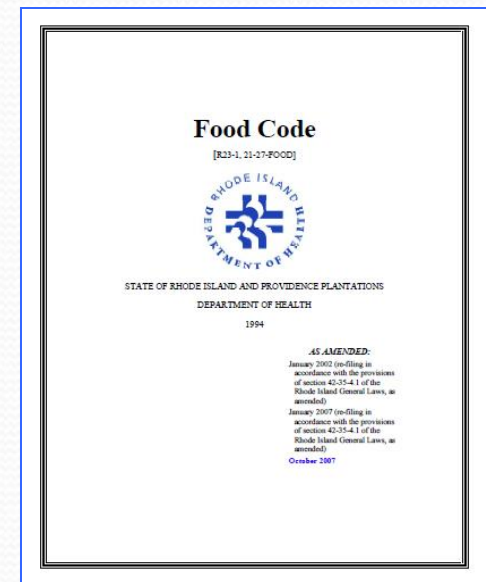 Food Code
[R23-1, 21-27-FOOD]
RHODE ISLAND
DEPARTMENT OF HEALTH
STATE OF RHODE ISLAND AND PROVIDENCE PLANTATIONS
DEPARTMENT OF HEALTH
1994
AS AMENDED:
January 2002 (re-filing in
accordance with the provisions
of section 42-35-4.1 of the
Rhode Island General Laws, as
amended)
January 2007 (re-filing in
accordance with the provisions
of section 42-35-4.1 of the
Rhode Island General Laws, as
amended)
October 2007